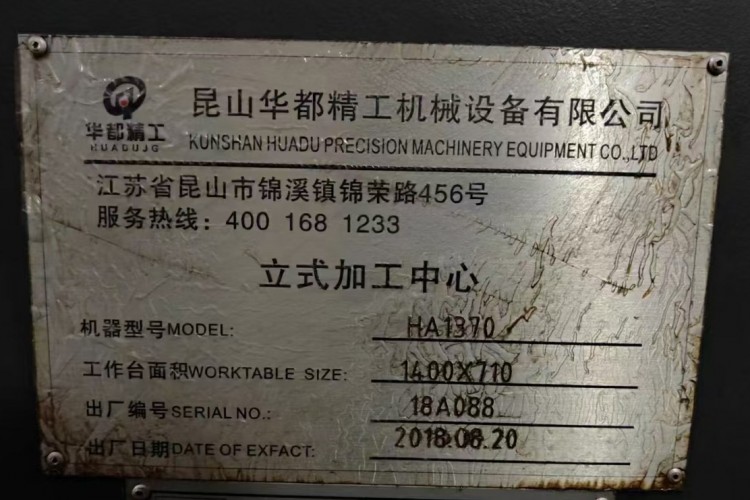 华都精工
HUADUJG
昆山华都精工机械设备有限公司
KUNSHAN HUADU PRECISION MACHINERY EQUIPMENT CO.,LTD
江苏省昆山市锦溪镇锦荣路456号
服务热线：400 168 1233
立式加工中心
机器型号MODEL: HA1370
工作台面积WORKTABLE SIZE: 1400X710
出厂编号SERIAL NO.: 18A088
出厂日期DATE OF EXFACT: 2018.08.20